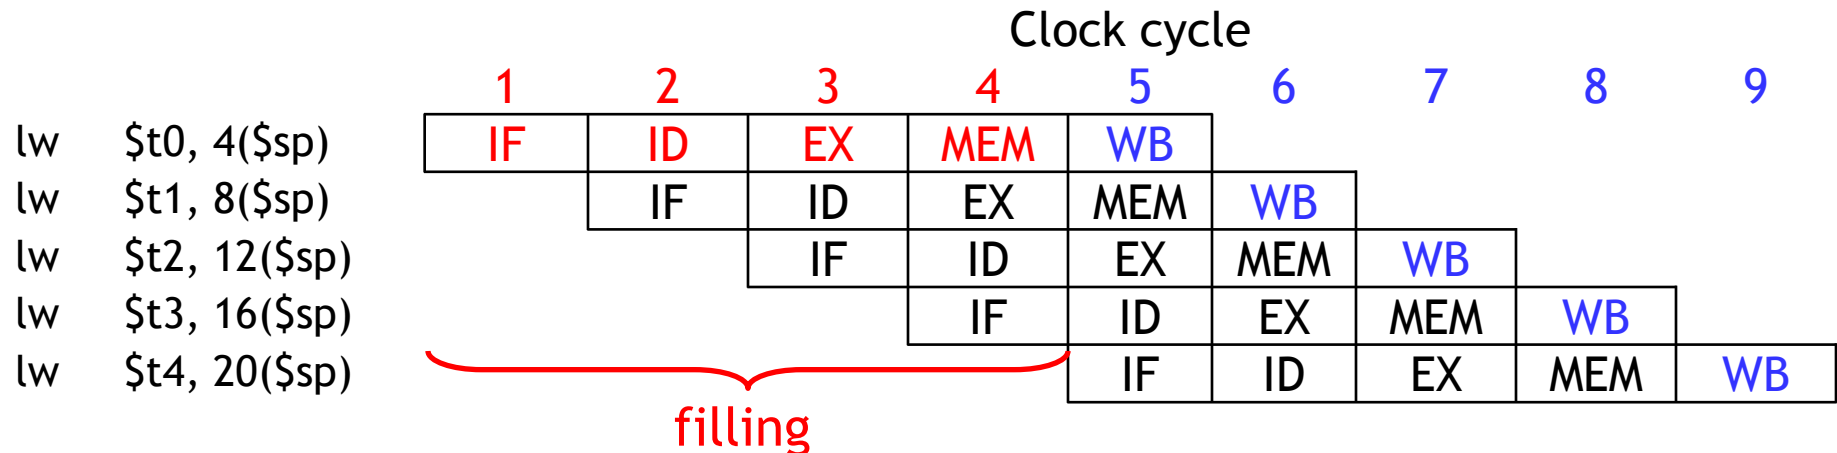 Clock cycle
1 2 3 4 5 6 7 8 9
lw $t0, 4($sp) IF ID EX MEM WB
lw $t1, 8($sp) IF ID EX MEM WB
lw $t2, 12($sp) IF ID EX MEM WB
lw $t3, 16($sp) IF ID EX MEM WB
lw $t4, 20($sp) IF ID EX MEM WB
filling